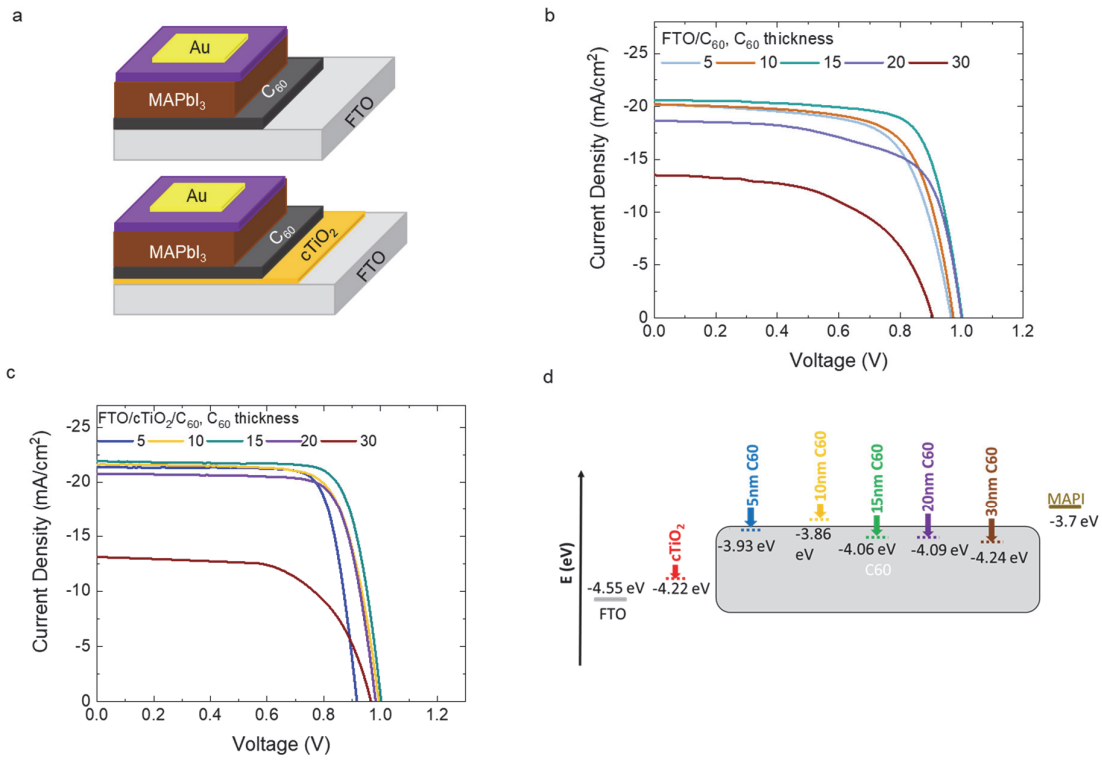 a
Au
C60
MAPbI3
FTO
Au
C60
MAPbI3
cTiO2
FTO
b
FTO/C60, C60 thickness
5 10 15 20 30
-25
-20
-15
-10
-5
0
Current Density (mA/cm2)
0.0 0.2 0.4 0.6 0.8 1.0 1.2
Voltage (V)
c
FTO/cTiO2/C60, C60 thickness
5 10 15 20 30
-25
-20
-15
-10
-5
0
Current Density (mA/cm2)
0.0 0.2 0.4 0.6 0.8 1.0 1.2
Voltage (V)
d
E (eV)
-4.55 eV
FTO
cTiO2
-4.22 eV
5nm C60
-3.93 eV
10nm C60
-3.86
eV
15nm C60
-4.06 eV
C60
20nm C60
-4.09 eV
30nm C60
-4.24 eV
MAPI
-3.7 eV